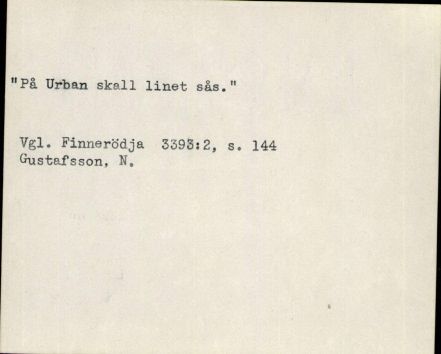 "På Urban skall linet sås."
Vgl. Finnerödja 3393:2, s. 144
Gustafsson, N.